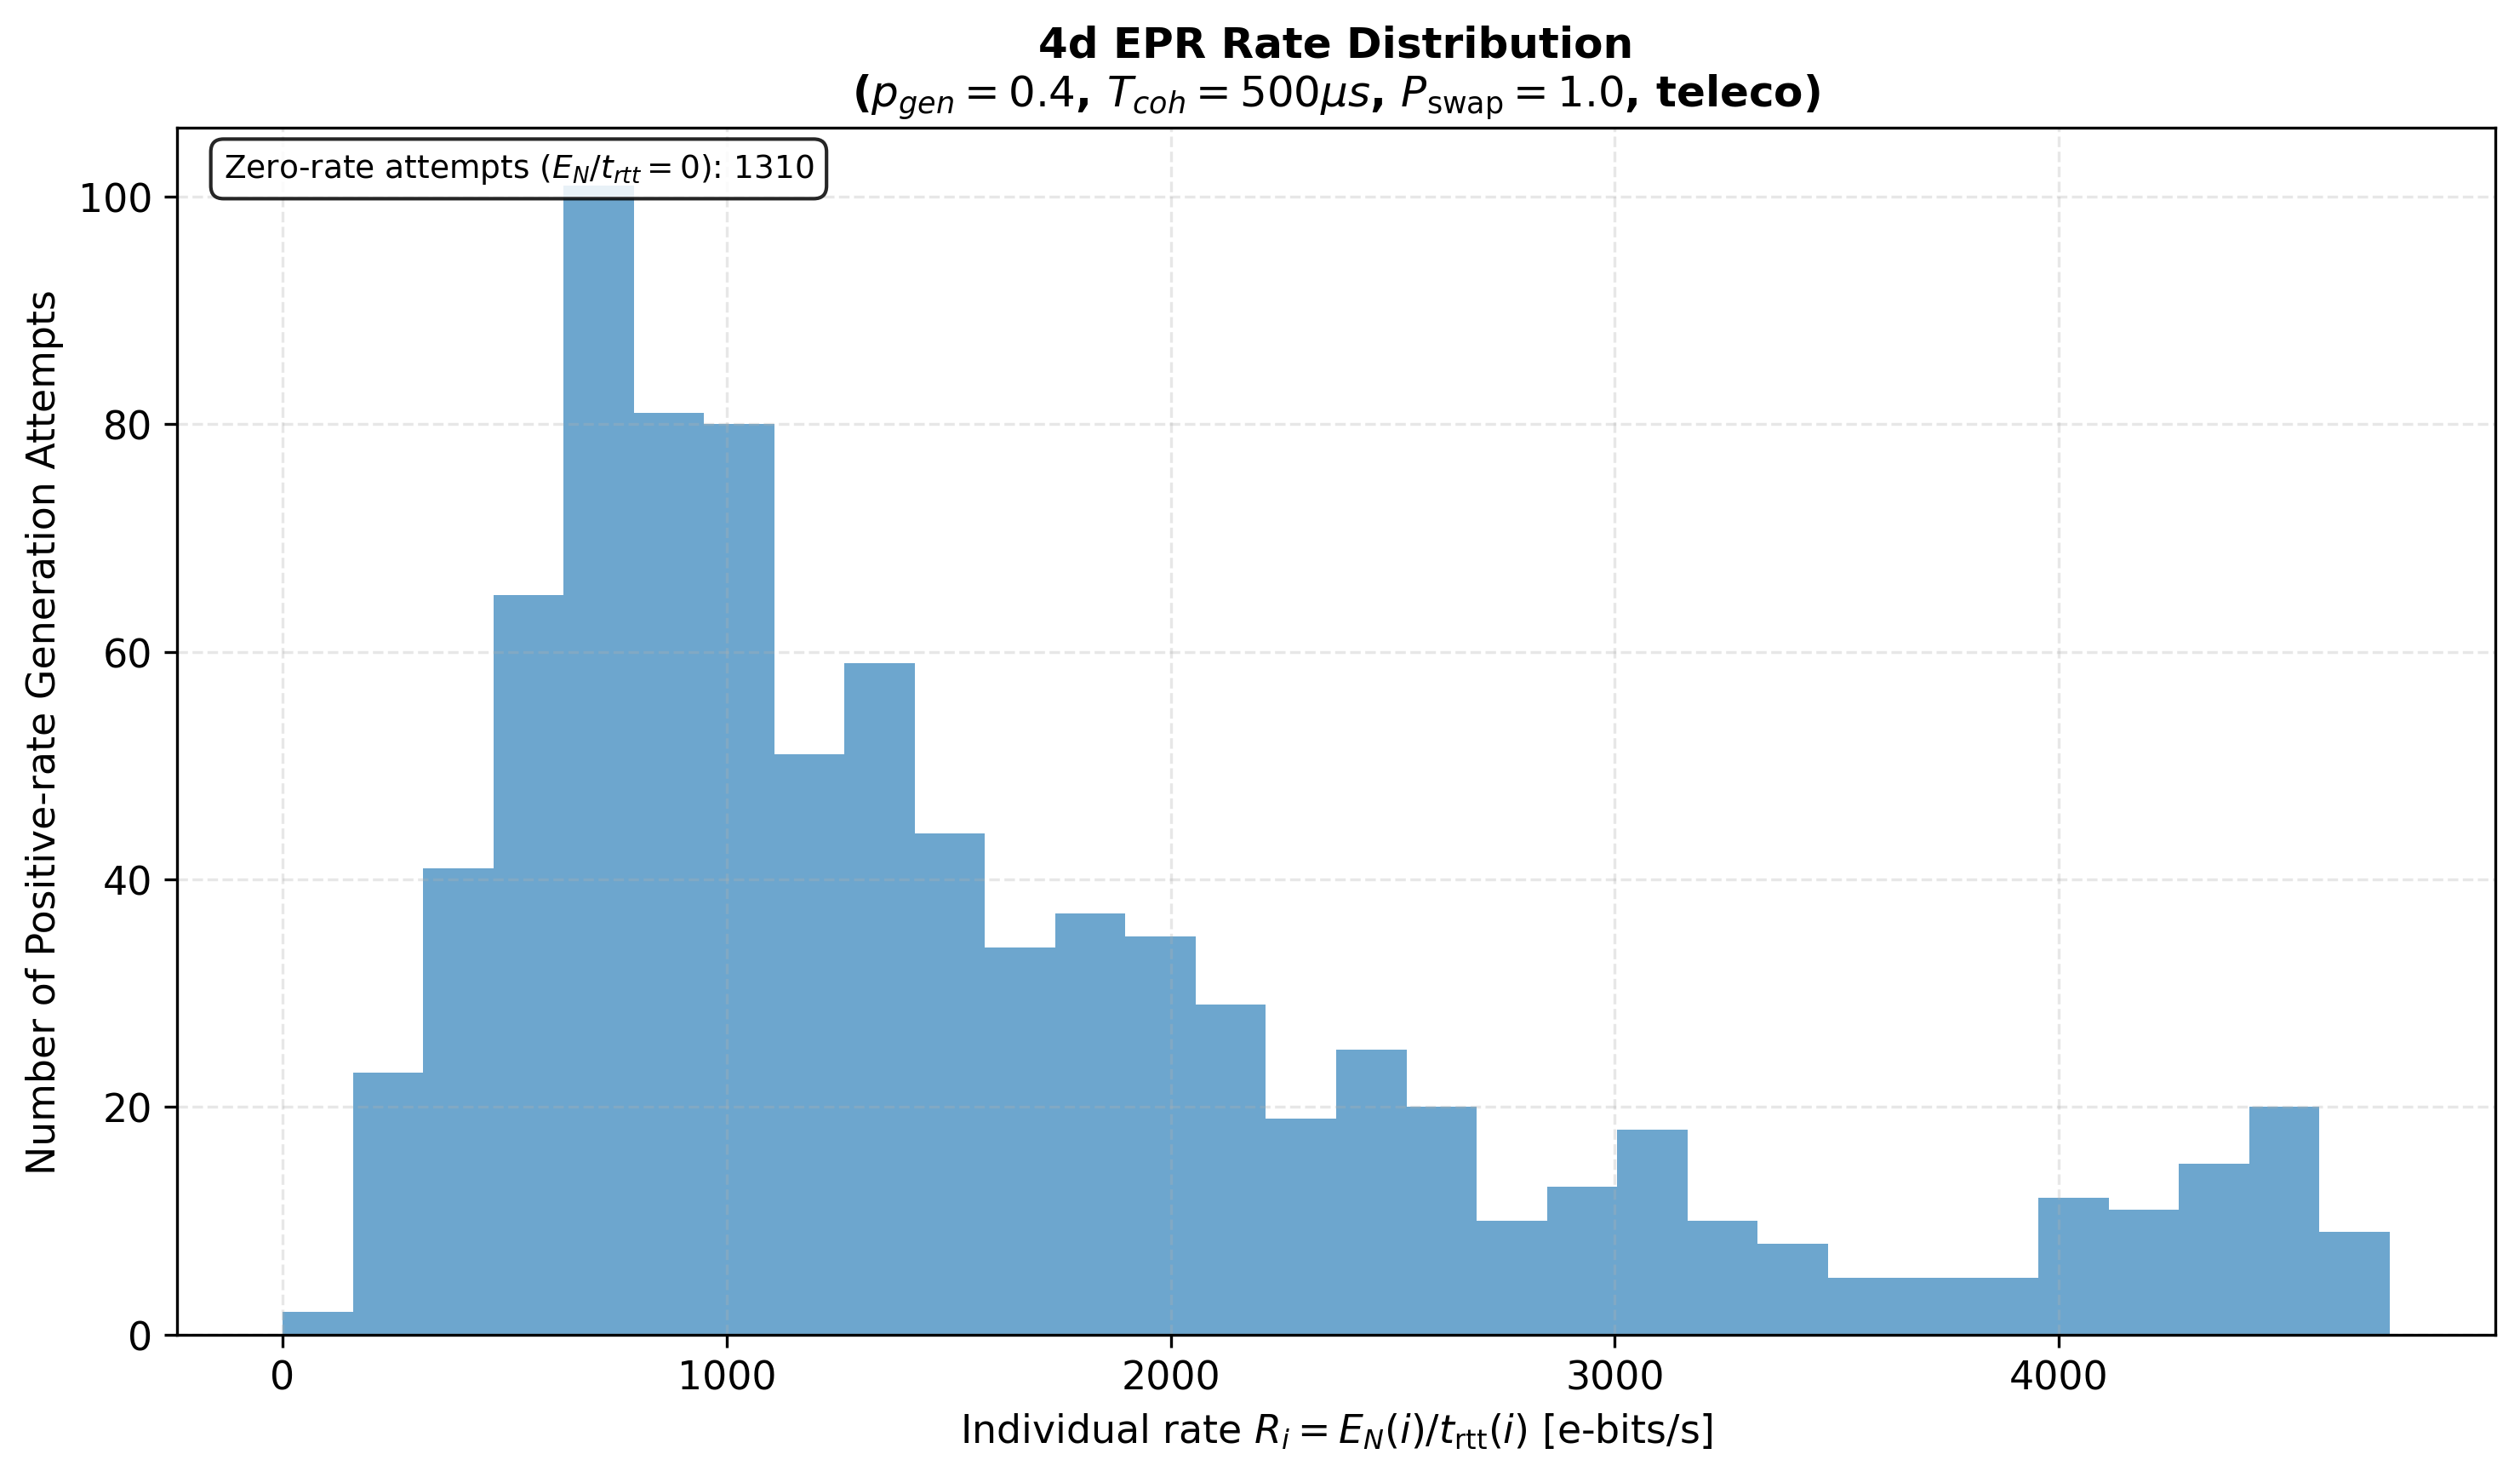 4d EPR Rate Distribution
(p_gen = 0.4, T_coh = 500μs, P_swap = 1.0, teleco)
Zero-rate attempts (E_N/t_rtt = 0): 1310
Number of Positive-rate Generation Attempts
100
80
60
40
20
0
0 1000 2000 3000 4000
Individual rate R_i = E_N(i)/t_rtt(i) [e-bits/s]